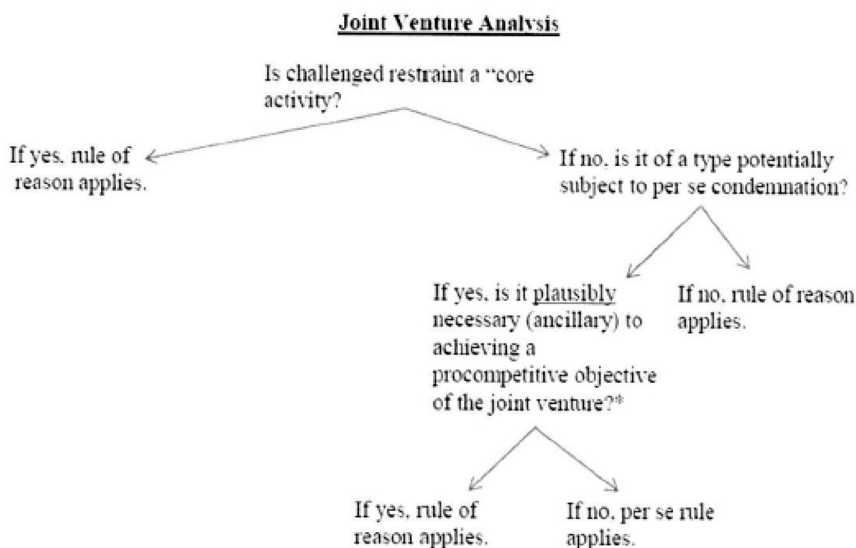 Joint Venture Analysis
Is challenged restraint a “core
activity?
If yes, rule of
reason applies.
If no, is it of a type potentially
subject to per se condemnation?
If yes, is it plausibly
necessary (ancillary) to
achieving a
procompetitive objective
of the joint venture?*
If no, rule of reason
applies.
If yes, rule of
reason applies.
If no, per se rule
applies.